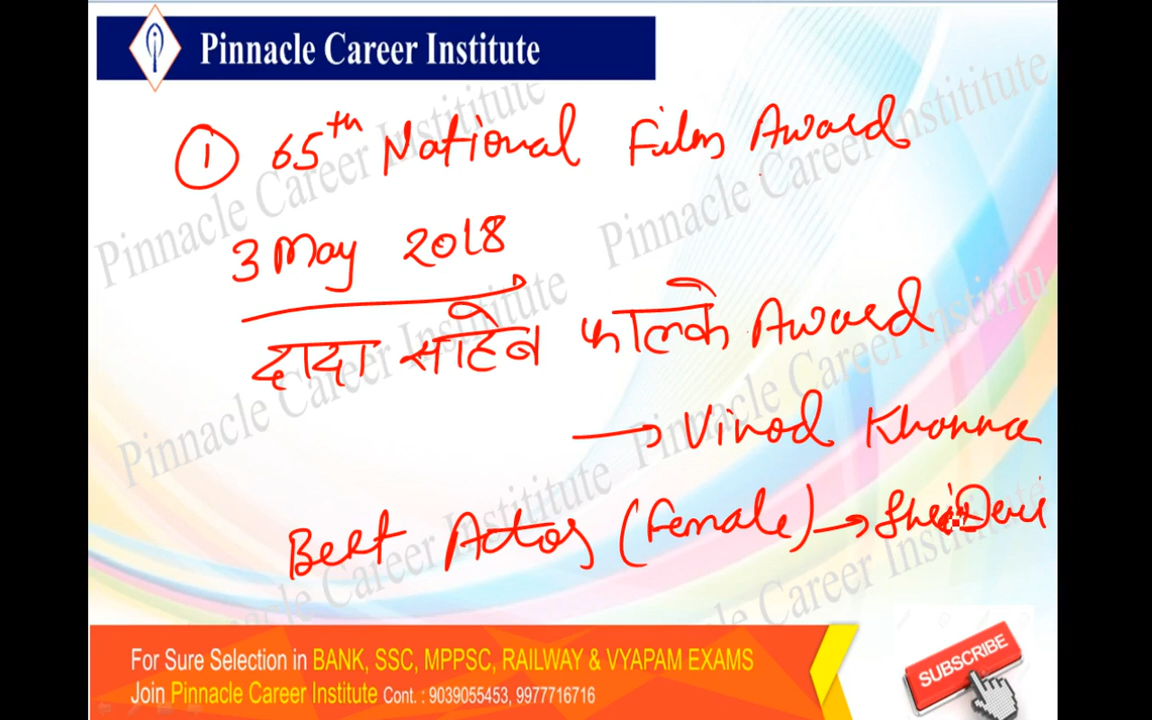 Pinnacle Career Institute
① 65th National Film Award
3 May 2018
दादा साहेब फालके Award
→ Vinod Khanna
Best Actor (Female) → Shri Devi
For Sure Selection in BANK, SSC, MPPSC, RAILWAY & VYAPAM EXAMS
Join Pinnacle Career Institute Cont. : 9039055453, 9977716716
SUBSCRIBE